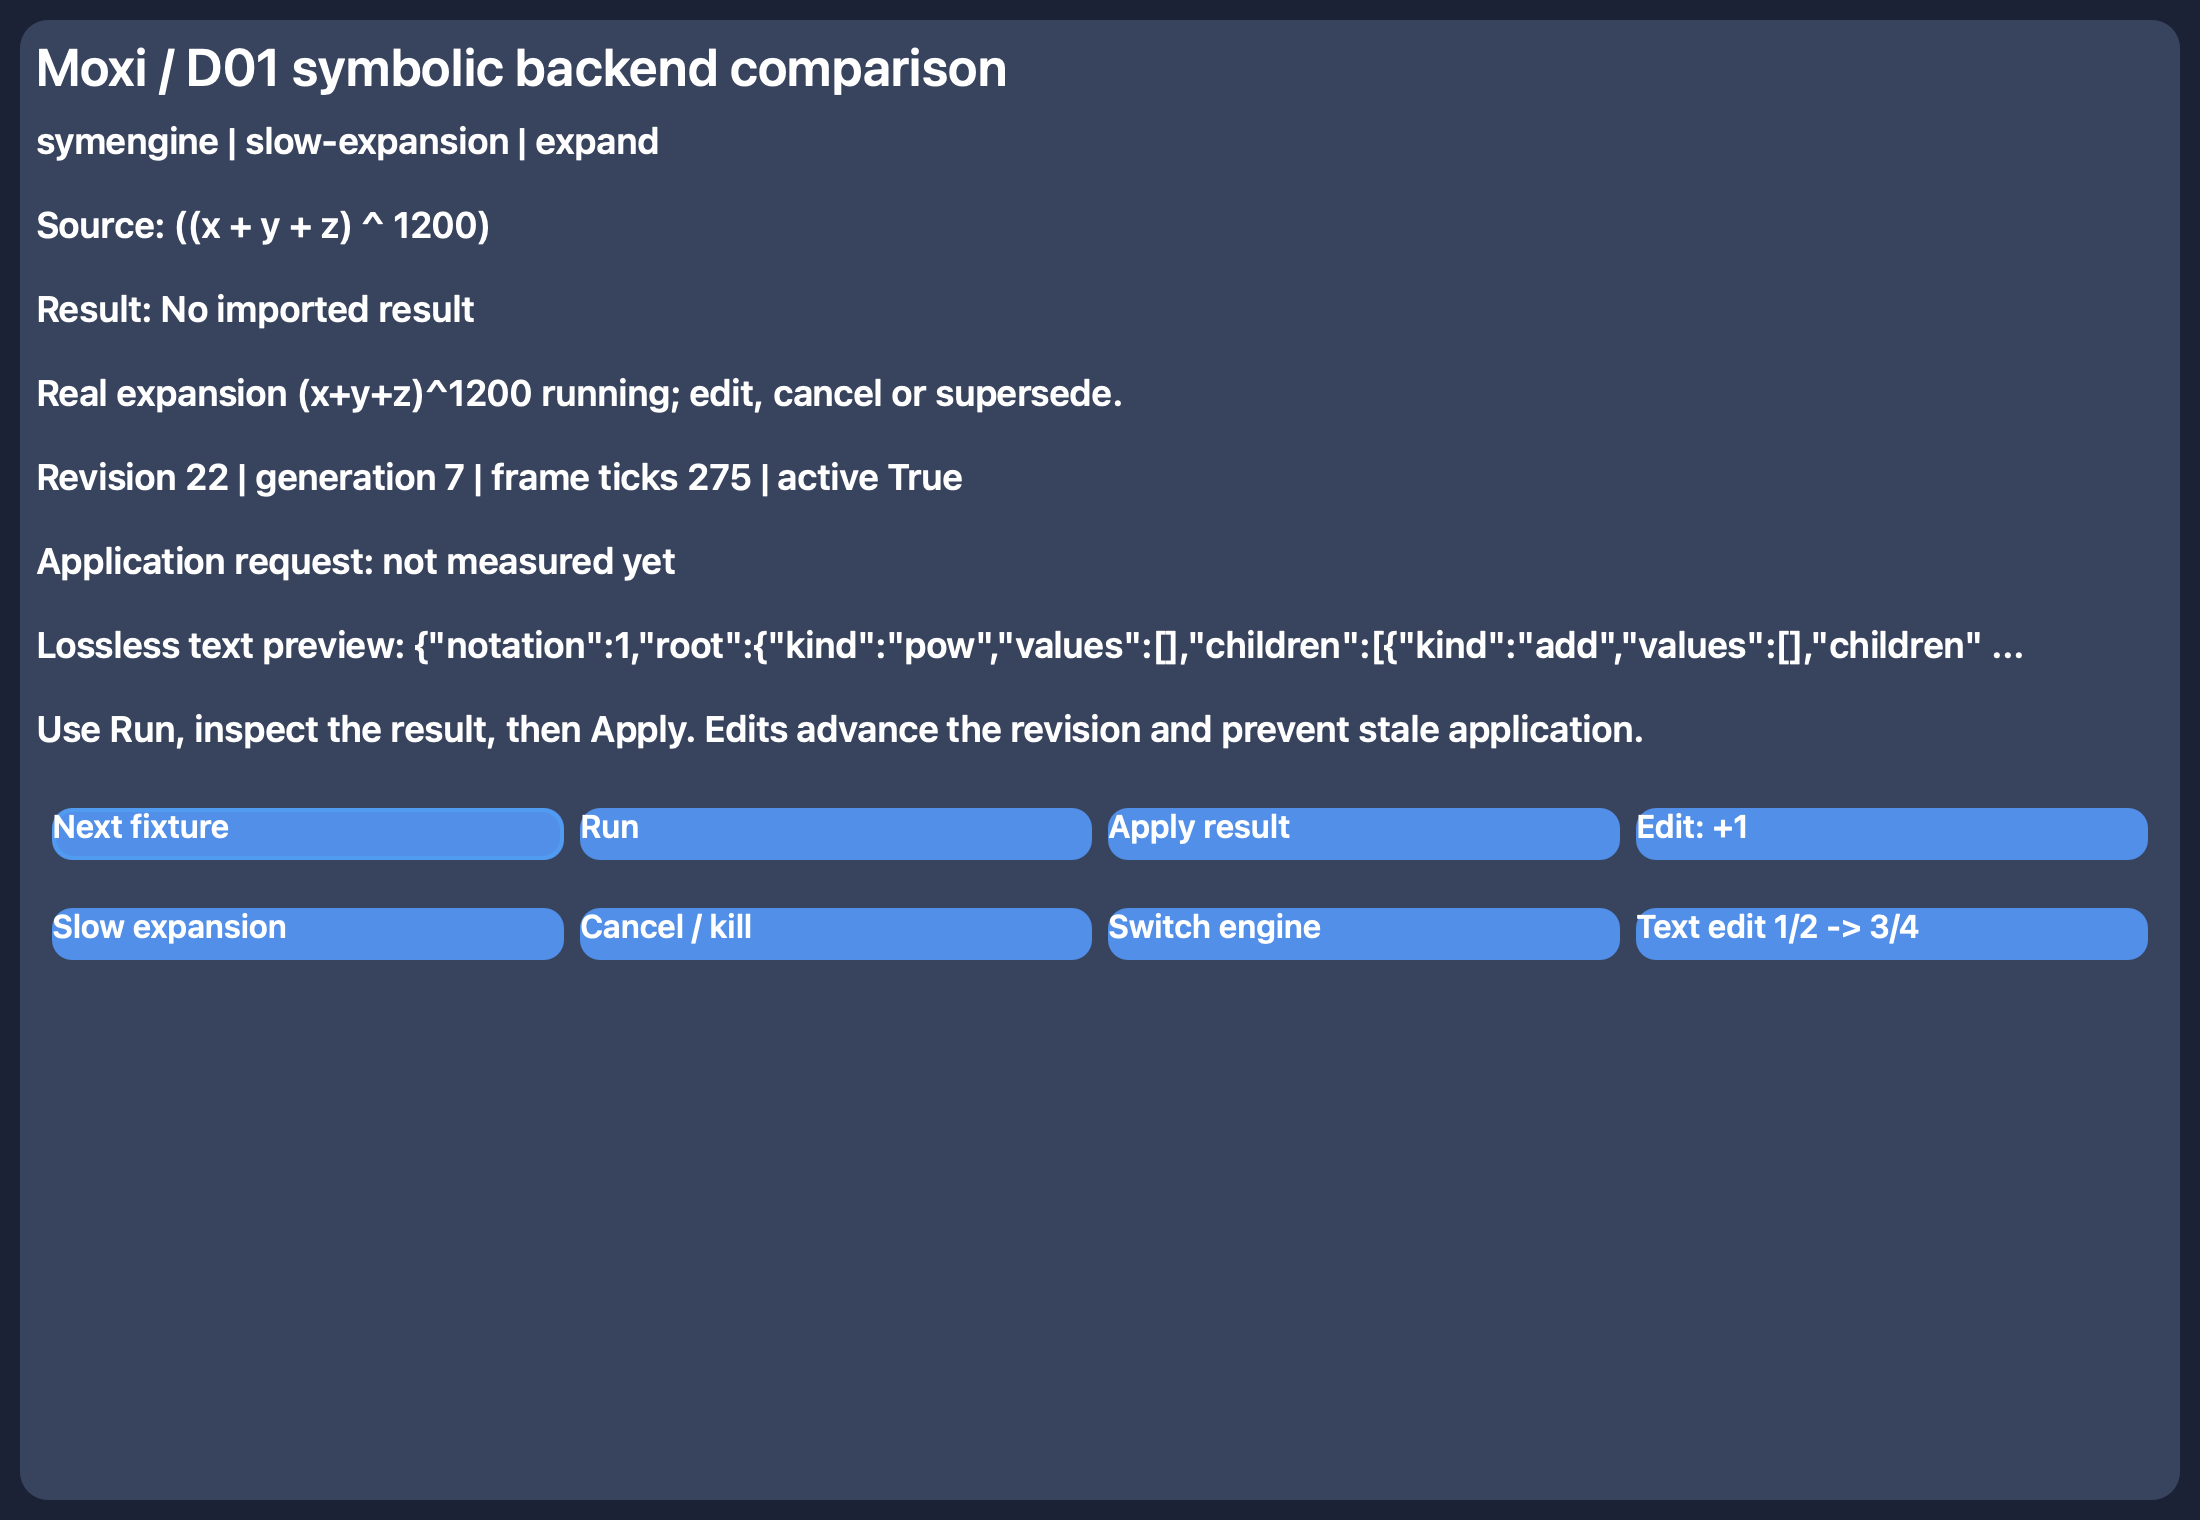 Moxi / D01 symbolic backend comparison
symengine | slow-expansion | expand
Source: ((x + y + z) ^ 1200)
Result: No imported result
Real expansion (x+y+z)^1200 running; edit, cancel or supersede.
Revision 22 | generation 7 | frame ticks 275 | active True
Application request: not measured yet
Lossless text preview: {"notation":1,"root":{"kind":"pow","values":[],"children":[{"kind":"add","values":[],"children" ...
Use Run, inspect the result, then Apply. Edits advance the revision and prevent stale application.
Next fixture Run Apply result Edit: +1
Slow expansion Cancel / kill Switch engine Text edit 1/2 -> 3/4